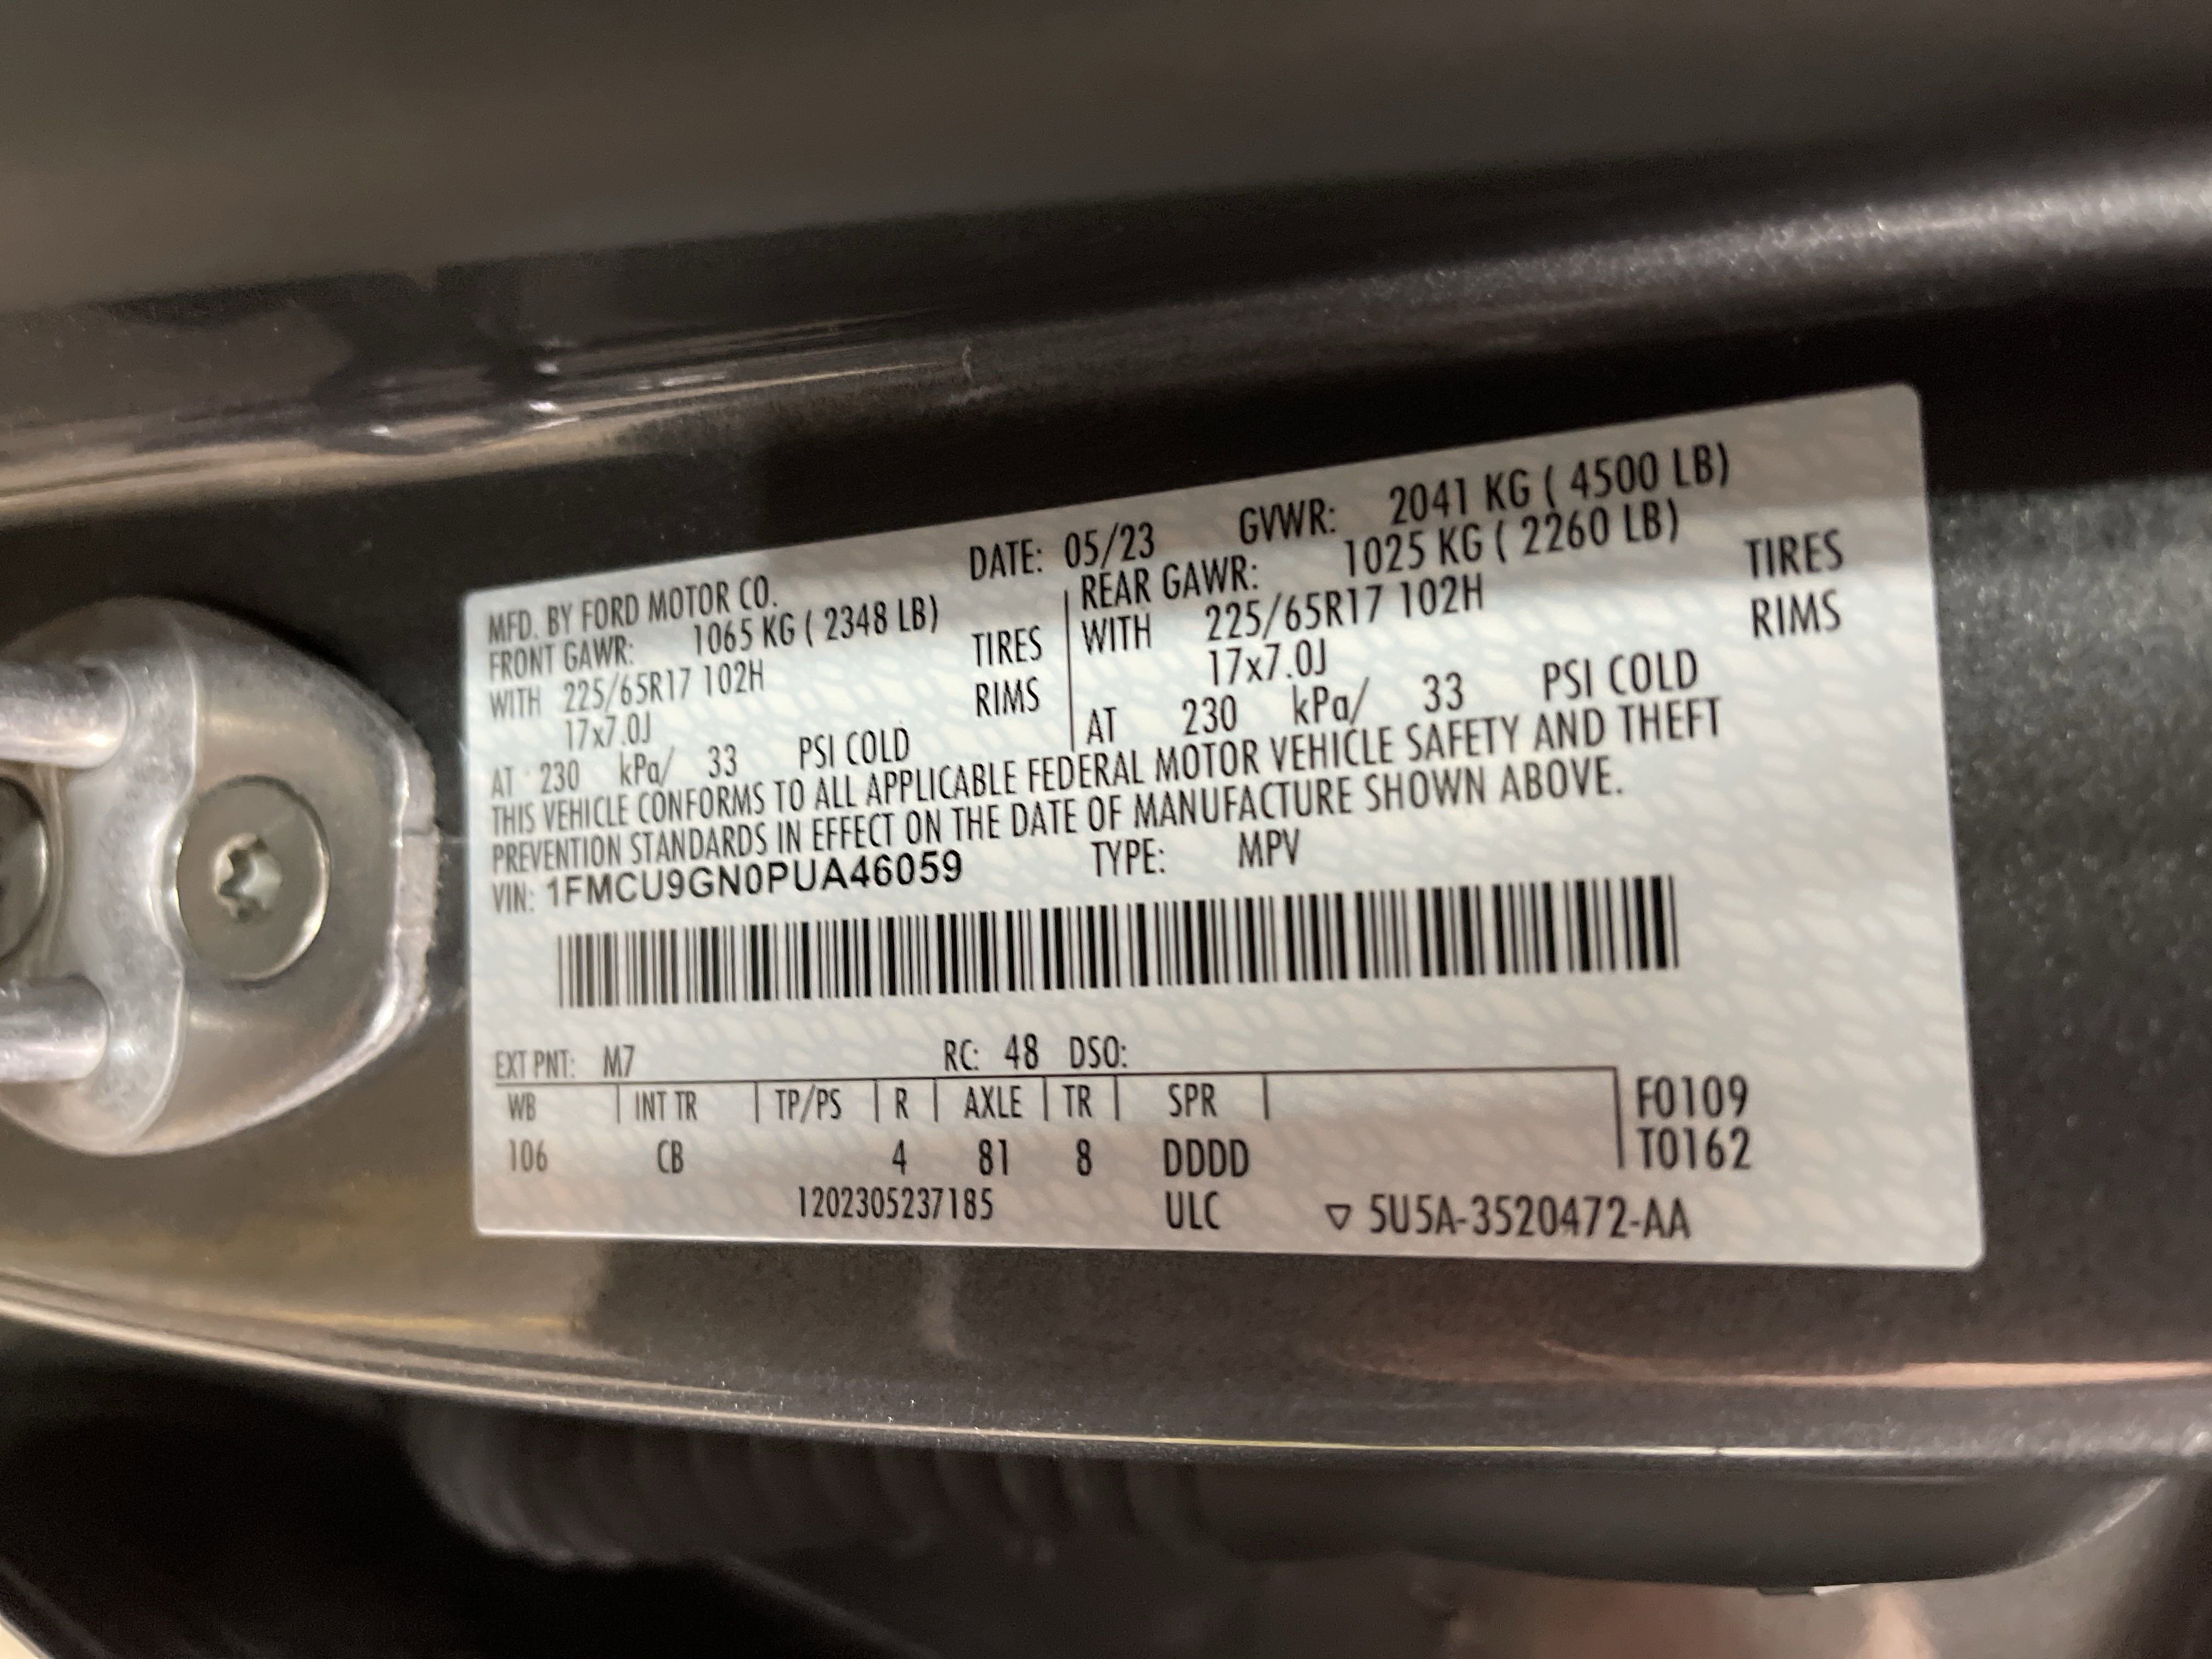 MFD. BY FORD MOTOR CO. DATE: 05/23 GVWR: 2041 KG ( 4500 LB)
FRONT GAWR: 1065 KG ( 2348 LB) REAR GAWR: 1025 KG ( 2260 LB)
WITH 225/65R17 102H TIRES WITH 225/65R17 102H TIRES
17x7.0J RIMS 17x7.0J RIMS
AT 230 kPa/ 33 PSI COLD AT 230 kPa/ 33 PSI COLD
THIS VEHICLE CONFORMS TO ALL APPLICABLE FEDERAL MOTOR VEHICLE SAFETY AND THEFT
PREVENTION STANDARDS IN EFFECT ON THE DATE OF MANUFACTURE SHOWN ABOVE.
VIN: 1FMCU9GN0PUA46059 TYPE: MPV
EXT PNT: M7 RC: 48 DSO:
WB INT TR TP/PS R AXLE TR SPR F0109
106 CB 4 81 8 DDDD T0162
1202305237185 ULC ▽ 5U5A-3520472-AA